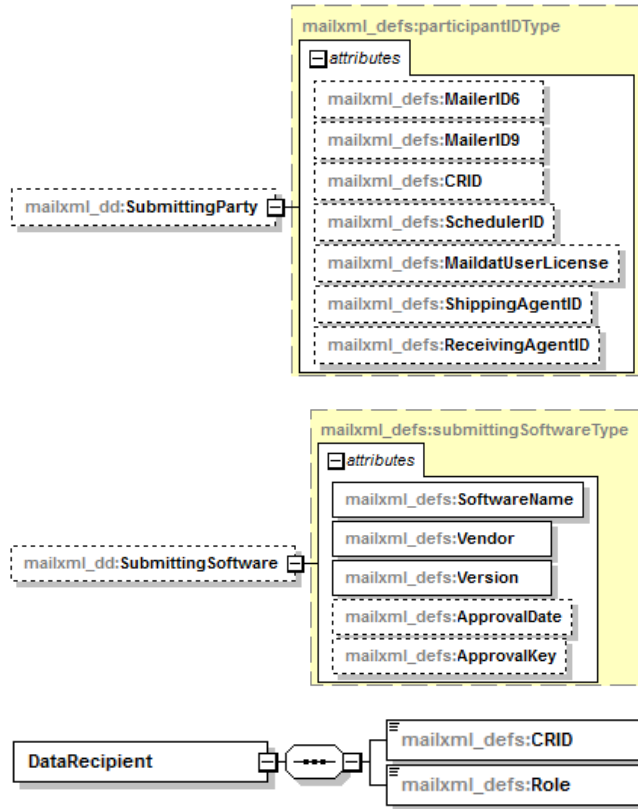 mailxml_defs:participantIDType
attributes
mailxml_defs:MailerID6
mailxml_defs:MailerID9
mailxml_defs:CRID
mailxml_dd:SubmittingParty
mailxml_defs:SchedulerID
mailxml_defs:MaildatUserLicense
mailxml_defs:ShippingAgentID
mailxml_defs:ReceivingAgentID
mailxml_defs:submittingSoftwareType
attributes
mailxml_defs:SoftwareName
mailxml_defs:Vendor
mailxml_dd:SubmittingSoftware
mailxml_defs:Version
mailxml_defs:ApprovalDate
mailxml_defs:ApprovalKey
DataRecipient
mailxml_defs:CRID
mailxml_defs:Role